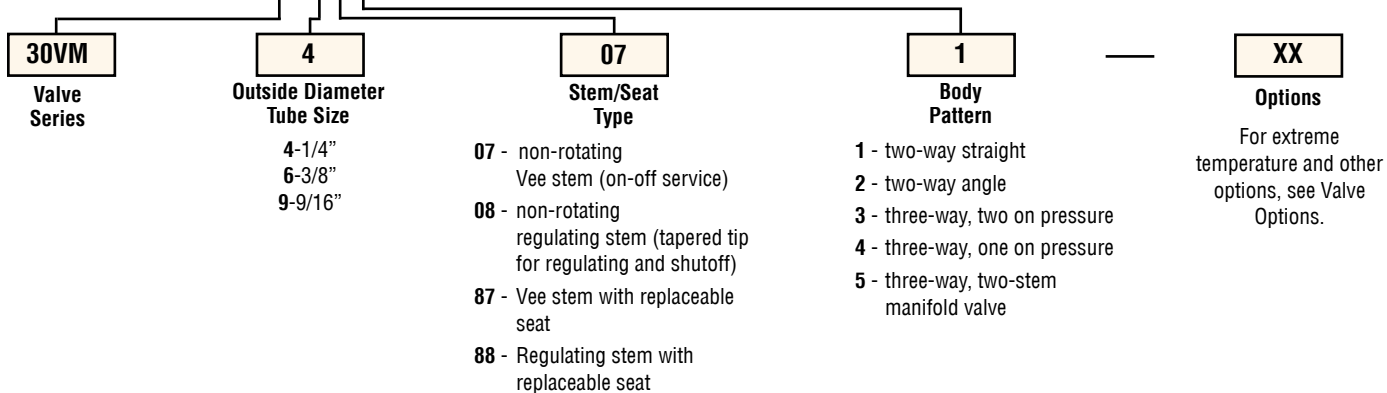 30VM
Valve
Series
4
Outside Diameter
Tube Size
4-1/4”
6-3/8”
9-9/16”
07
Stem/Seat
Type
07 - non-rotating
Vee stem (on-off service)
08 - non-rotating
regulating stem (tapered tip
for regulating and shutoff)
87 - Vee stem with replaceable
seat
88 - Regulating stem with
replaceable seat
1
Body
Pattern
1 - two-way straight
2 - two-way angle
3 - three-way, two on pressure
4 - three-way, one on pressure
5 - three-way, two-stem
manifold valve
XX
Options
For extreme
temperature and other
options, see Valve
Options.